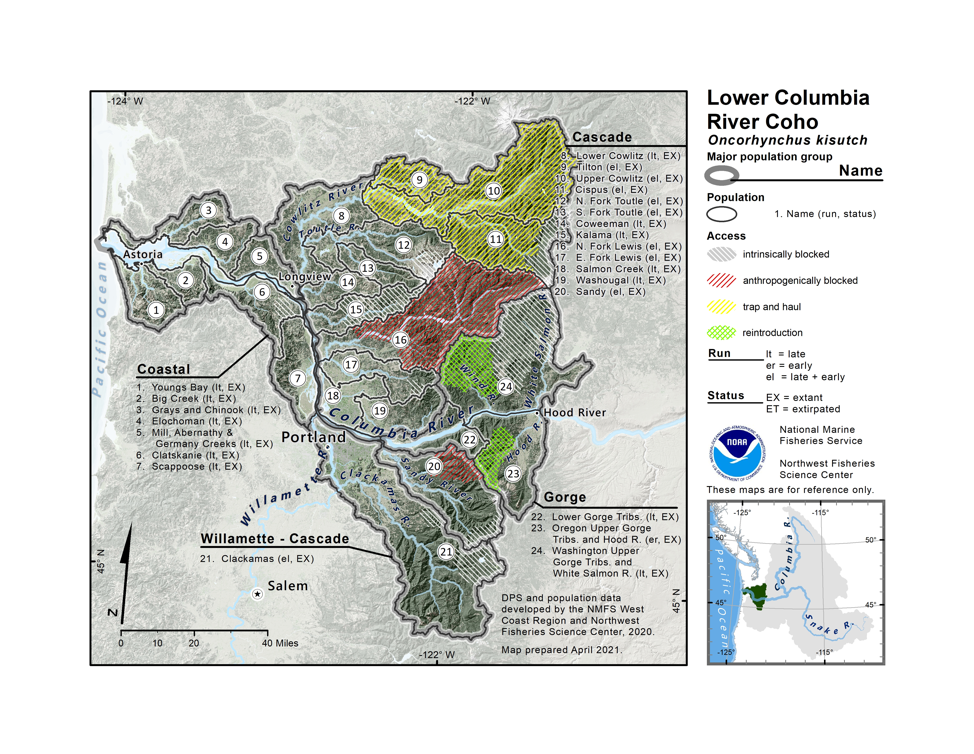 -124° W
-122° W
Lower Columbia
River Coho
Oncorhynchus kisutch
Major population group
Name
Population
1. Name (run, status)
Access
intrinsically blocked
anthropogenically blocked
trap and haul
reintroduction
Run
lt = late
er = early
el = late + early
Status
EX = extant
ET = extirpated
NOAA
NATIONAL OCEANIC AND ATMOSPHERIC ADMINISTRATION
U.S. DEPARTMENT OF COMMERCE
National Marine
Fisheries Service
Northwest Fisheries
Science Center
These maps are for reference only.
Cascade
8. Lower Cowlitz (lt, EX)
9. Tilton (el, EX)
10. Upper Cowlitz (el, EX)
11. Cispus (el, EX)
12. N. Fork Toutle (el, EX)
13. S. Fork Toutle (el, EX)
14. Coweeman (lt, EX)
15. Kalama (lt, EX)
16. N. Fork Lewis (el, EX)
17. E. Fork Lewis (el, EX)
18. Salmon Creek (lt, EX)
19. Washougal (lt, EX)
20. Sandy (el, EX)
Coastal
1. Youngs Bay (lt, EX)
2. Big Creek (lt, EX)
3. Grays and Chinook (lt, EX)
4. Elochoman (lt, EX)
5. Mill, Abernathy &
Germany Creeks (lt, EX)
6. Clatskanie (lt, EX)
7. Scappoose (lt, EX)
Willamette - Cascade
21. Clackamas (el, EX)
Gorge
22. Lower Gorge Tribs. (lt, EX)
23. Oregon Upper Gorge
Tribs. and Hood R. (er, EX)
24. Washington Upper
Gorge Tribs. and
White Salmon R. (lt, EX)
DPS and population data
developed by the NMFS West
Coast Region and Northwest
Fisheries Science Center, 2020.
Map prepared April 2021.
Pacific Ocean
Astoria
Longview
Portland
Salem
Hood River
Cowlitz River
Toutle R.
Columbia River
Willamette R.
Clackamas R.
Sandy River
Wind R.
White Salmon R.
Hood R.
1
2
3
4
5
6
7
8
9
10
11
12
13
14
15
16
17
18
19
20
21
22
23
24
45° N
45° N
N
0 10 20 40 Miles
-122° W
-125°
-115°
50°
50°
45°
45°
-125°
-115°
Pacific Ocean
Columbia R.
Snake R.